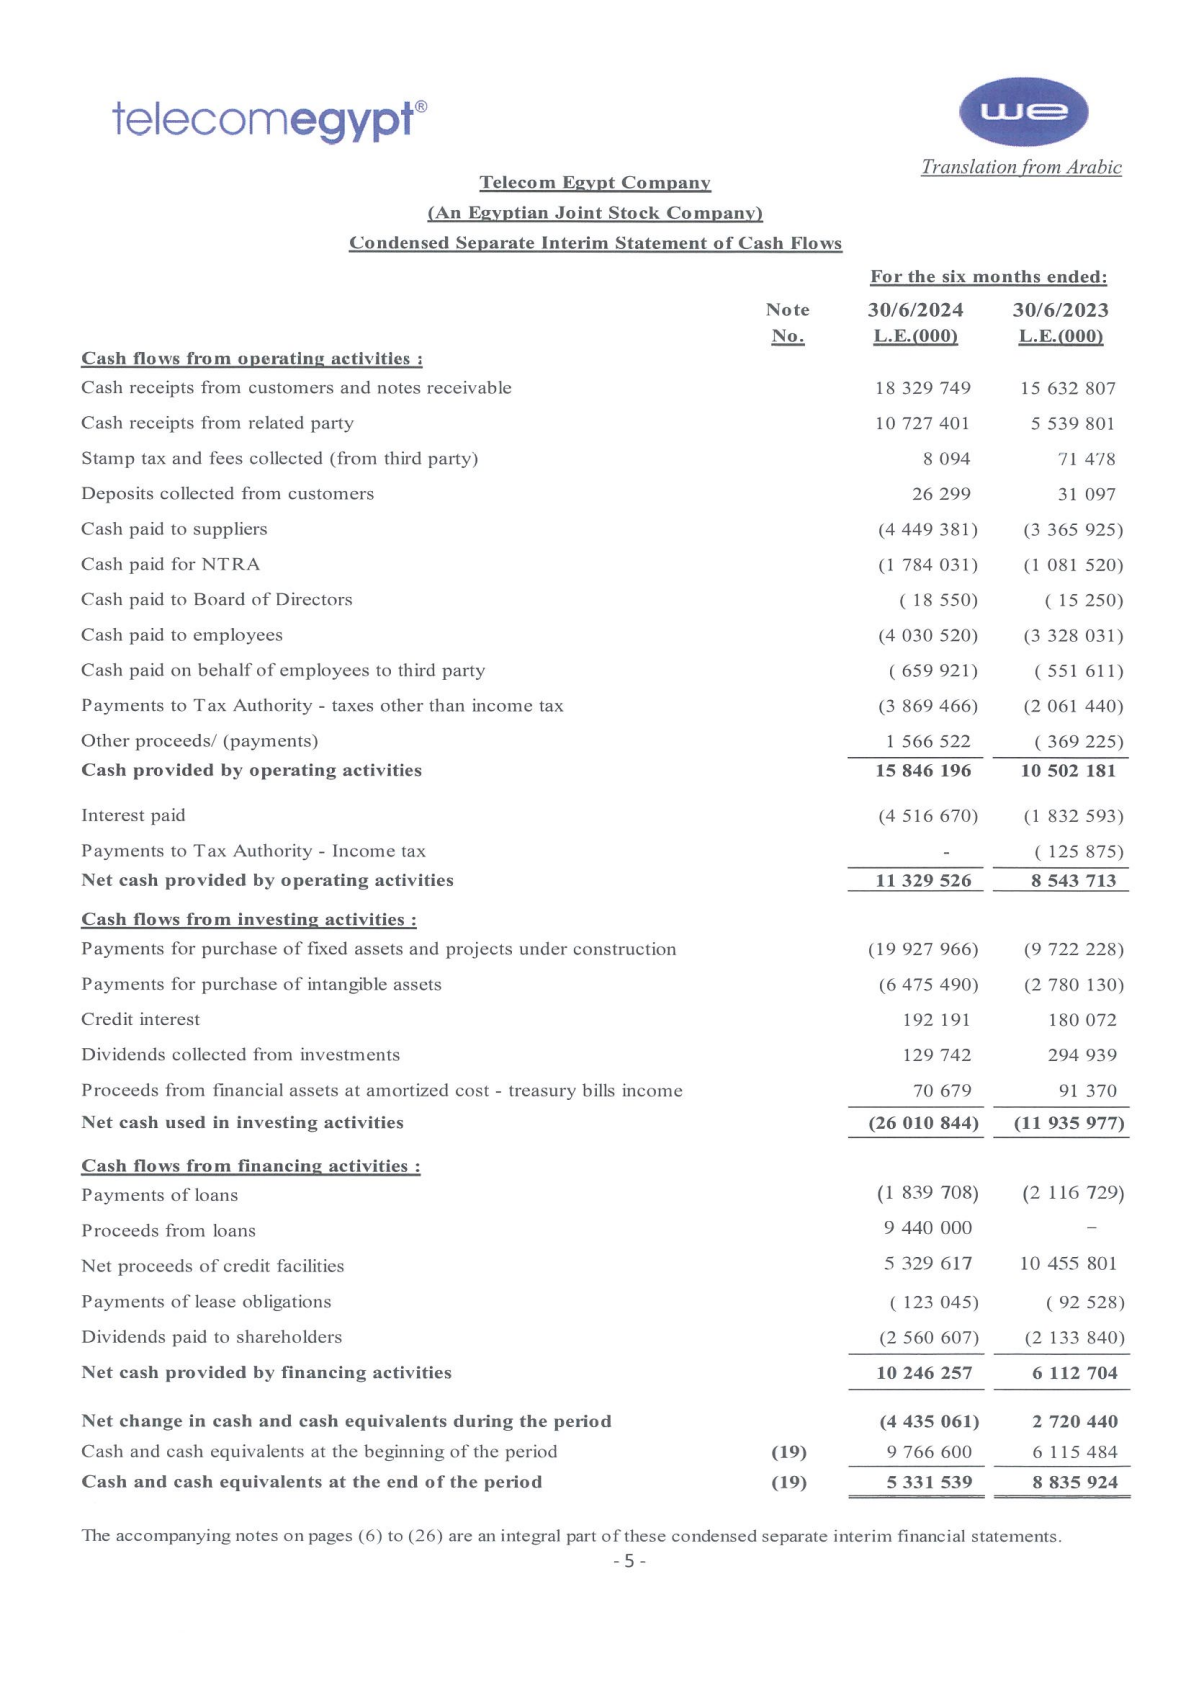 telecomegypt®
we
Translation from Arabic
Telecom Egypt Company
(An Egyptian Joint Stock Company)
Condensed Separate Interim Statement of Cash Flows
For the six months ended:
Note 30/6/2024 30/6/2023
No. L.E.(000) L.E.(000)
Cash flows from operating activities :
Cash receipts from customers and notes receivable 18 329 749 15 632 807
Cash receipts from related party 10 727 401 5 539 801
Stamp tax and fees collected (from third party) 8 094 71 478
Deposits collected from customers 26 299 31 097
Cash paid to suppliers (4 449 381) (3 365 925)
Cash paid for NTRA (1 784 031) (1 081 520)
Cash paid to Board of Directors ( 18 550) ( 15 250)
Cash paid to employees (4 030 520) (3 328 031)
Cash paid on behalf of employees to third party ( 659 921) ( 551 611)
Payments to Tax Authority - taxes other than income tax (3 869 466) (2 061 440)
Other proceeds/ (payments) 1 566 522 ( 369 225)
Cash provided by operating activities 15 846 196 10 502 181
Interest paid (4 516 670) (1 832 593)
Payments to Tax Authority - Income tax - ( 125 875)
Net cash provided by operating activities 11 329 526 8 543 713
Cash flows from investing activities :
Payments for purchase of fixed assets and projects under construction (19 927 966) (9 722 228)
Payments for purchase of intangible assets (6 475 490) (2 780 130)
Credit interest 192 191 180 072
Dividends collected from investments 129 742 294 939
Proceeds from financial assets at amortized cost - treasury bills income 70 679 91 370
Net cash used in investing activities (26 010 844) (11 935 977)
Cash flows from financing activities :
Payments of loans (1 839 708) (2 116 729)
Proceeds from loans 9 440 000 –
Net proceeds of credit facilities 5 329 617 10 455 801
Payments of lease obligations ( 123 045) ( 92 528)
Dividends paid to shareholders (2 560 607) (2 133 840)
Net cash provided by financing activities 10 246 257 6 112 704
Net change in cash and cash equivalents during the period (4 435 061) 2 720 440
Cash and cash equivalents at the beginning of the period (19) 9 766 600 6 115 484
Cash and cash equivalents at the end of the period (19) 5 331 539 8 835 924
The accompanying notes on pages (6) to (26) are an integral part of these condensed separate interim financial statements.
- 5 -